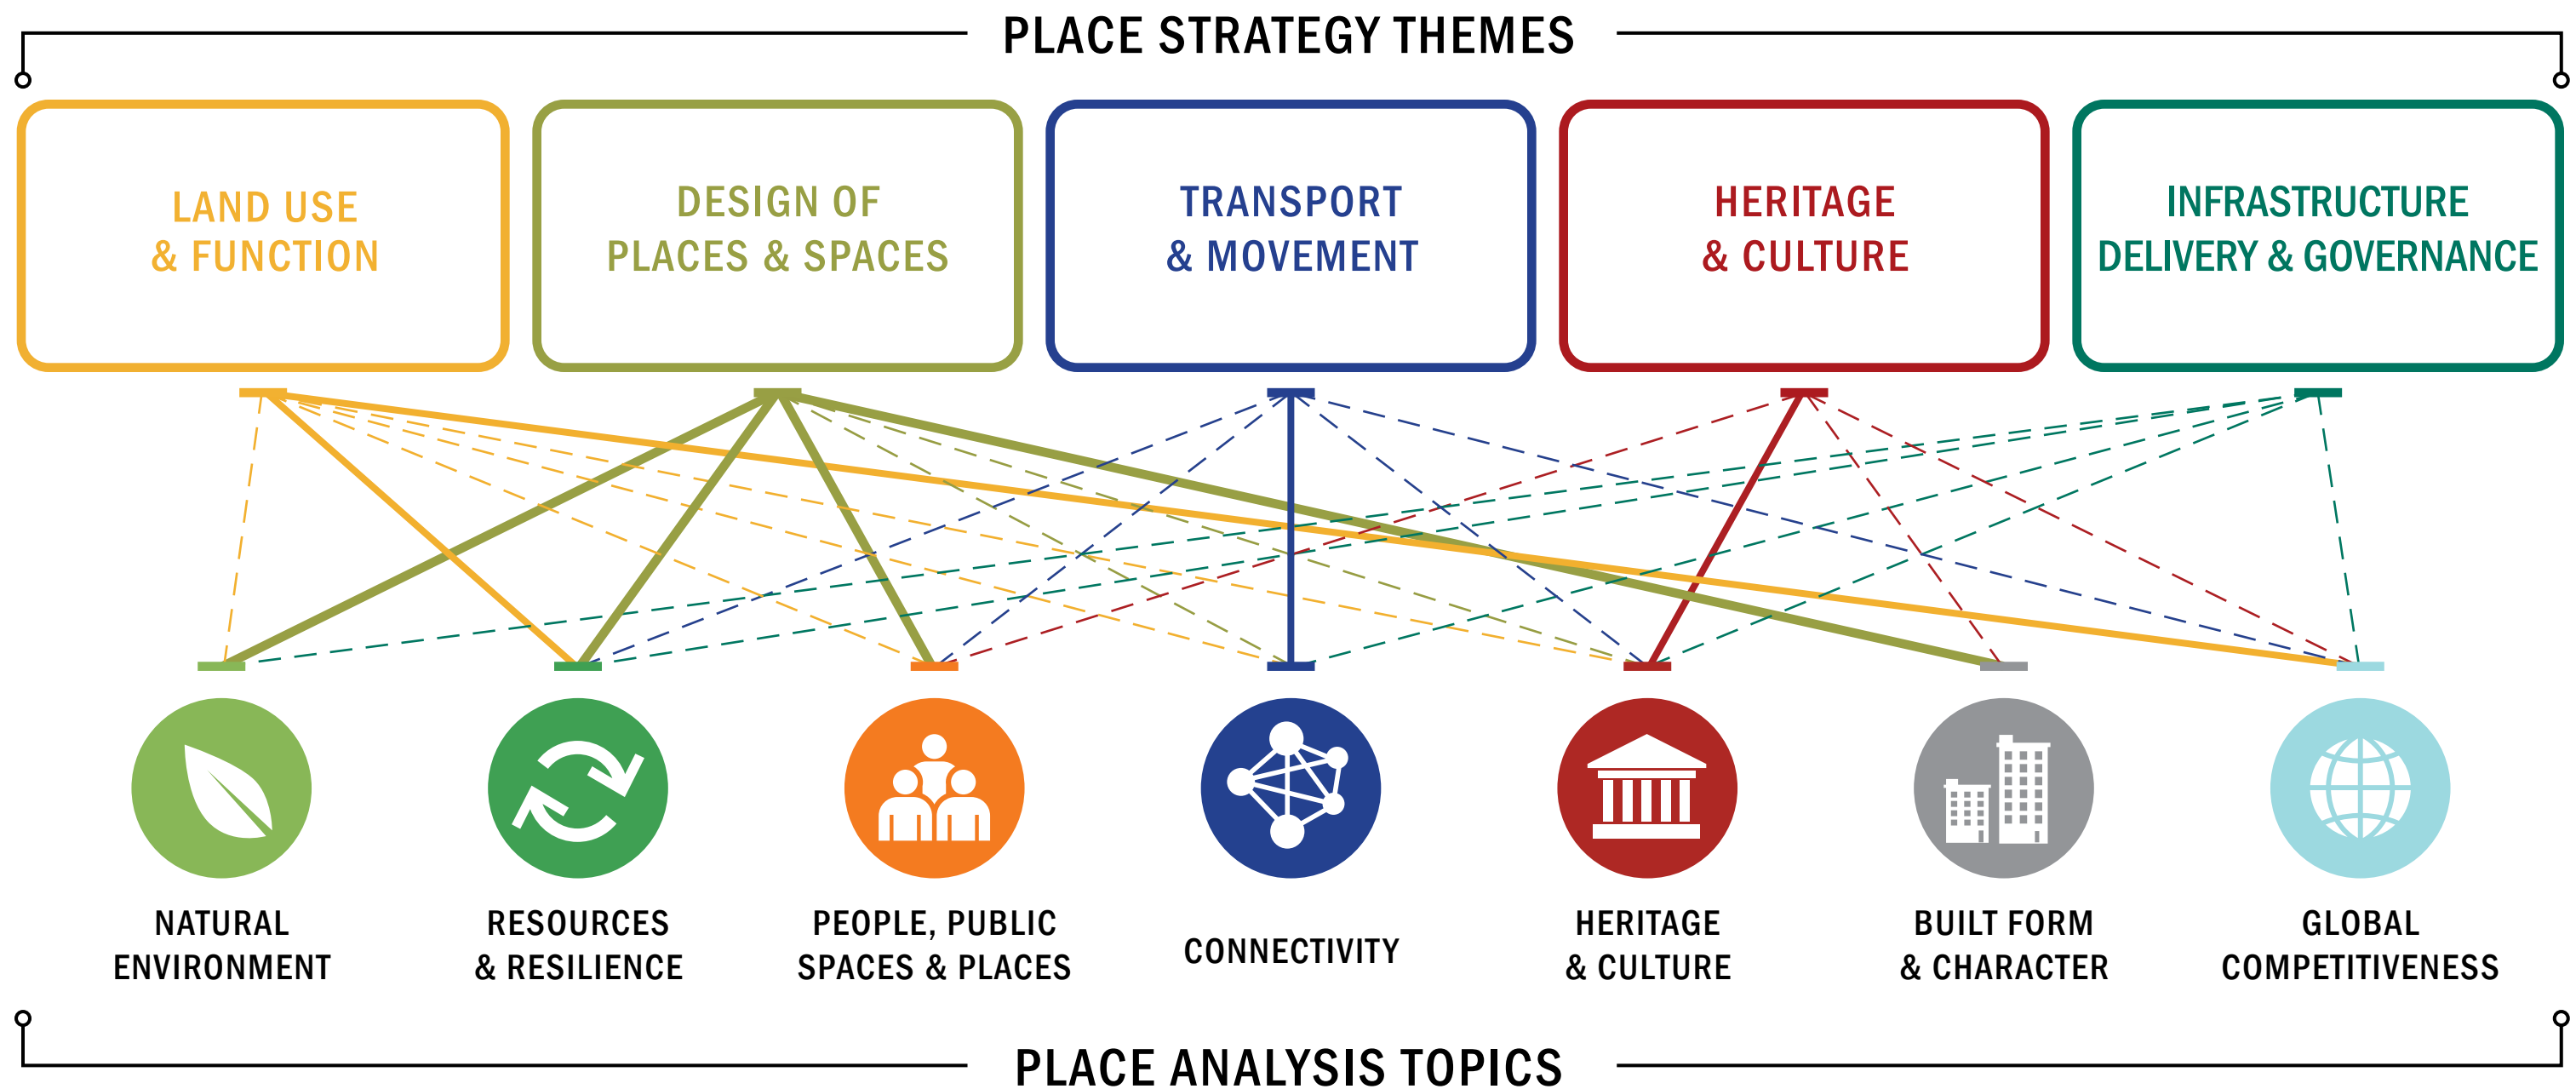 PLACE STRATEGY THEMES
LAND USE
& FUNCTION
DESIGN OF
PLACES & SPACES
TRANSPORT
& MOVEMENT
HERITAGE
& CULTURE
INFRASTRUCTURE
DELIVERY & GOVERNANCE
NATURAL
ENVIRONMENT
RESOURCES
& RESILIENCE
PEOPLE, PUBLIC
SPACES & PLACES
CONNECTIVITY
HERITAGE
& CULTURE
BUILT FORM
& CHARACTER
GLOBAL
COMPETITIVENESS
PLACE ANALYSIS TOPICS